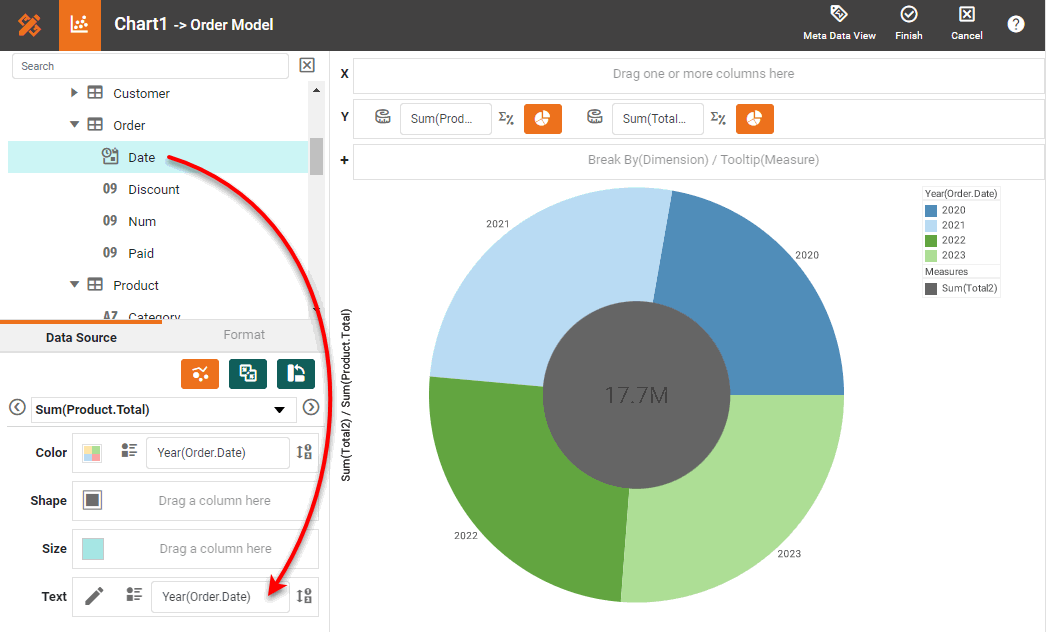 Chart1 -> Order Model
Meta Data View
Finish
Cancel
?
Search
Customer
Order
Date
09 Discount
09 Num
09 Paid
Product
AZ Category
Data Source
Format
Sum(Product.Total)
Color
Year(Order.Date)
Shape
Drag a column here
Size
Drag a column here
Text
Year(Order.Date)
X
Drag one or more columns here
Y
Sum(Prod...
Σ%
Sum(Total...
Σ%
+
Break By(Dimension) / Tooltip(Measure)
Sum(Total2) / Sum(Product.Total)
2021
2020
17.7M
2022
2023
Year(Order.Date)
2020
2021
2022
2023
Measures
Sum(Total2)